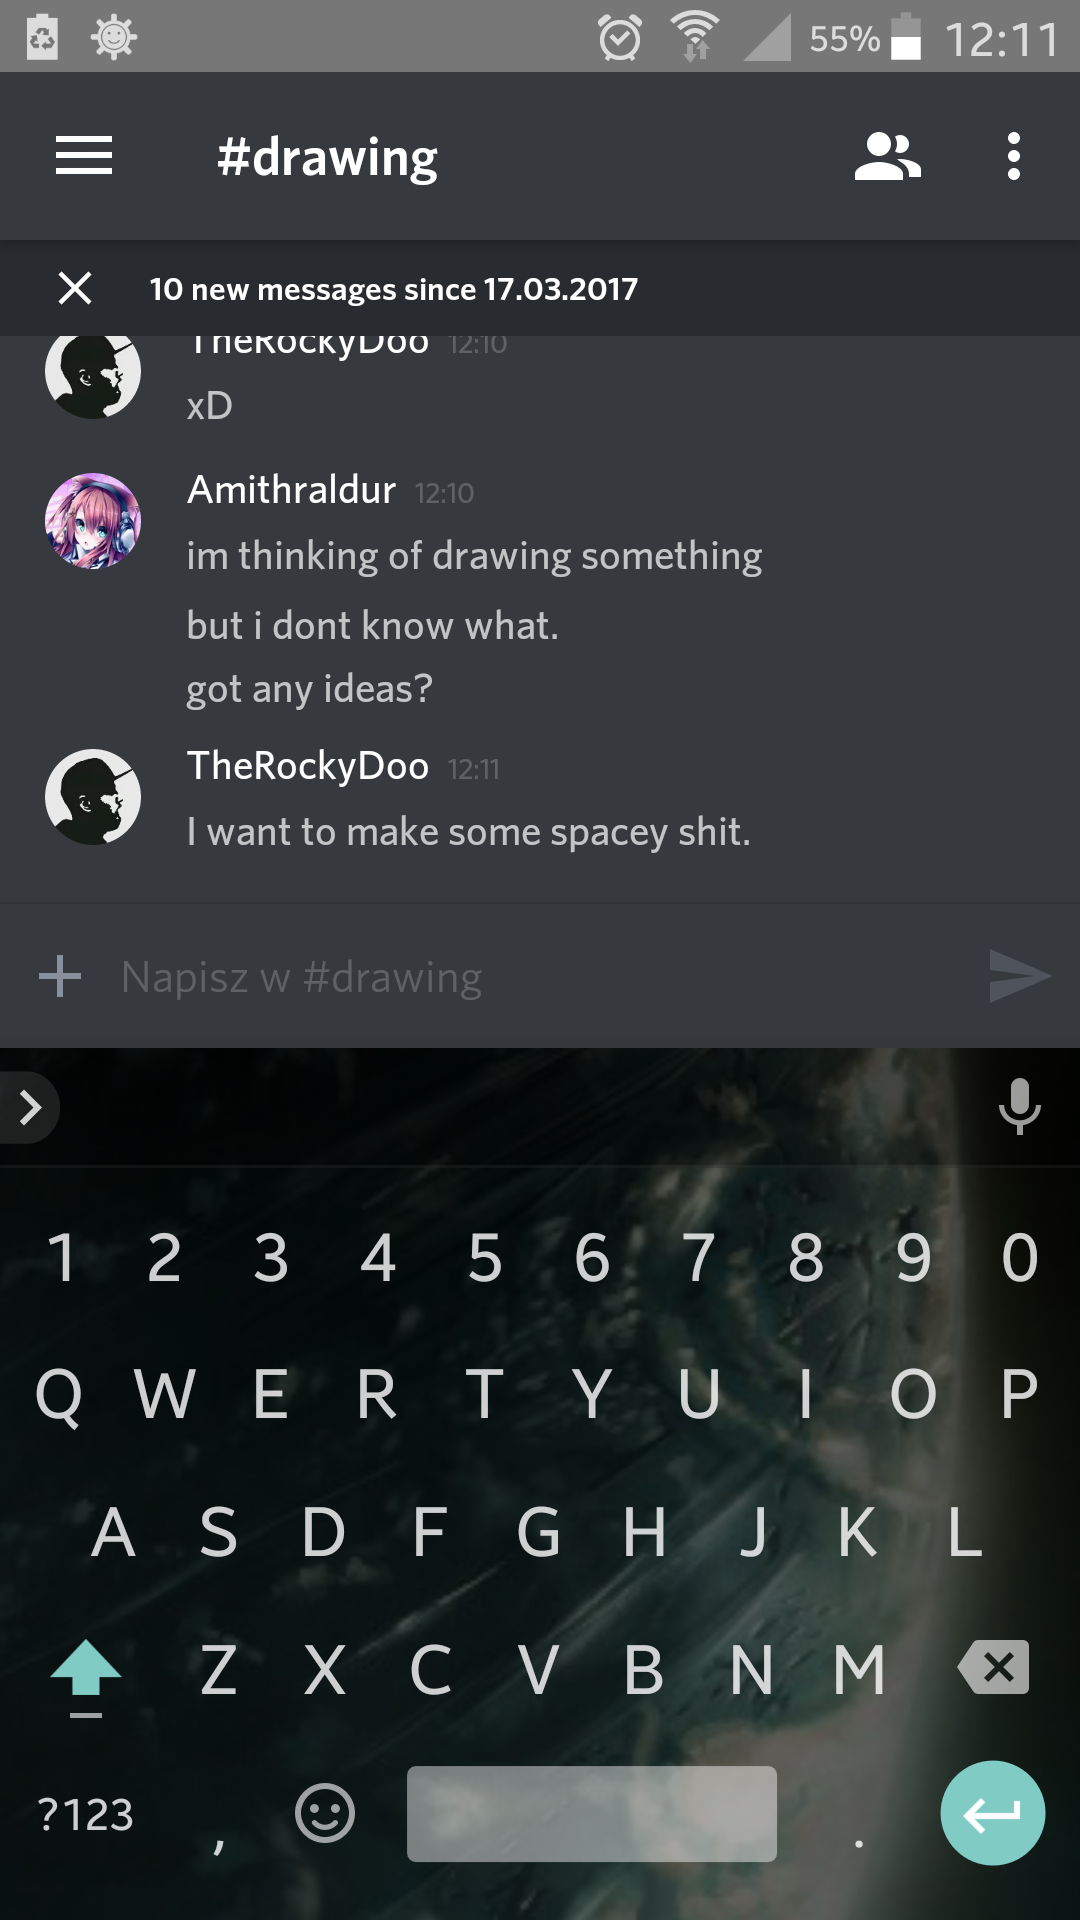 55% 12:11
#drawing
10 new messages since 17.03.2017
TheRockyDoo 12:10
xD
Amithraldur 12:10
im thinking of drawing something
but i dont know what.
got any ideas?
TheRockyDoo 12:11
I want to make some spacey shit.
Napisz w #drawing
1 2 3 4 5 6 7 8 9 0
Q W E R T Y U I O P
A S D F G H J K L
Z X C V B N M
?123 , .